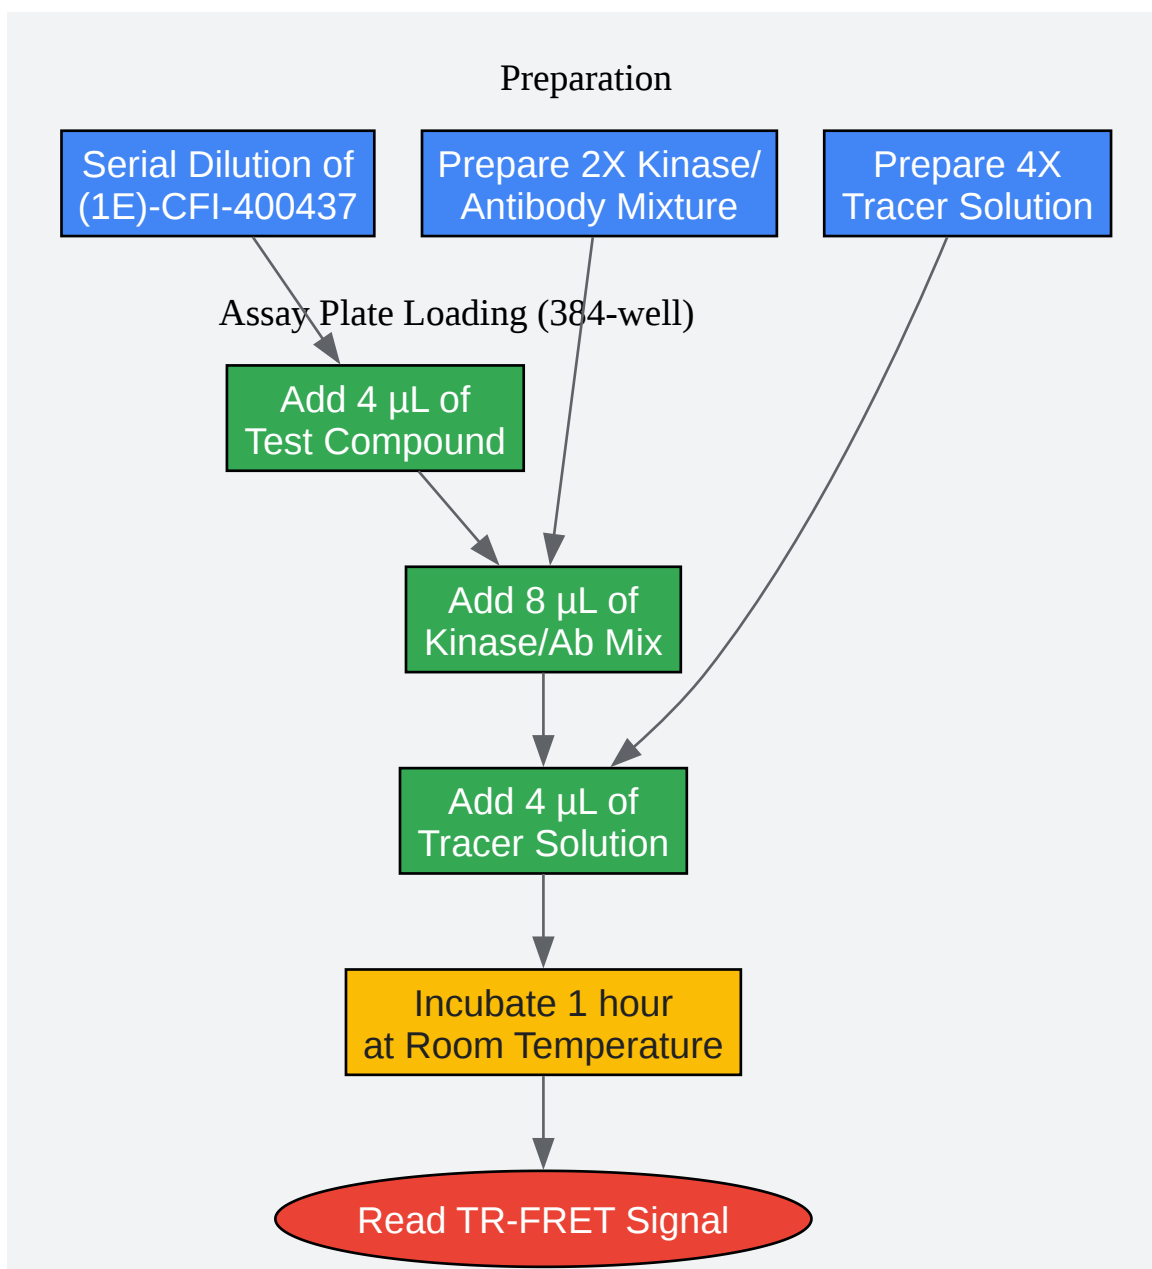 Preparation
Serial Dilution of
(1E)-CFI-400437
Prepare 2X Kinase/
Antibody Mixture
Prepare 4X
Tracer Solution
Assay Plate Loading (384-well)
Add 4 µL of
Test Compound
Add 8 µL of
Kinase/Ab Mix
Add 4 µL of
Tracer Solution
Incubate 1 hour
at Room Temperature
Read TR-FRET Signal